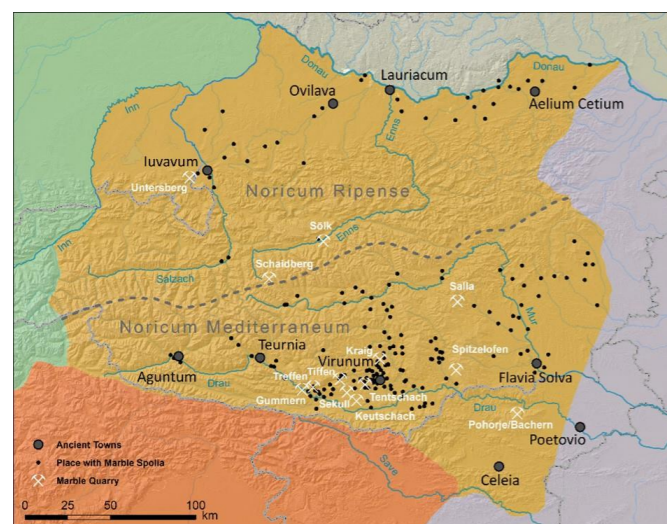 Donau
Lauriacum
Donau
Ovilava
Aelium Cetium
Inn
Enns
Iuvavum
Untersberg
Noricum Ripense
Sölk
Enns
Inn
Schaidberg
Salzach
Salla
Noricum Mediterraneum
Mur
Kraig
Teurnia
Virunum
Spitzelofen
Tiffen
Aguntum
Treffen
Flavia Solva
Drau
Gummern
Sekull
Tentschach
Keutschach
Drau
Pohorje/Bachern
Poetovio
Ancient Towns
Place with Marble Spolia
Save
Celeia
Marble Quarry
0 25 50 100
km